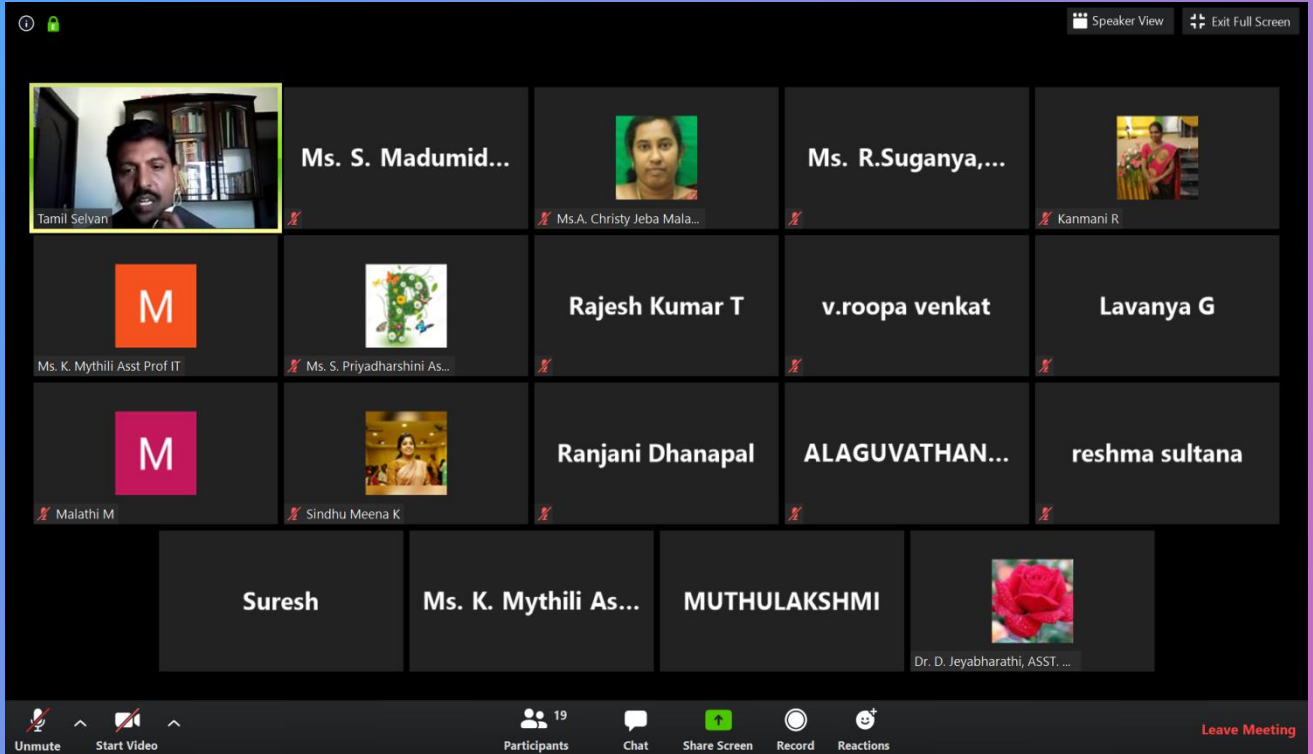 Speaker View
Exit Full Screen
Tamil Selvan
Ms. S. Madumid...
Ms.A. Christy Jeba Mala...
Ms. R.Suganya,...
Kanmani R
M
Ms. K. Mythili Asst Prof IT
P
Ms. S. Priyadharshini As...
Rajesh Kumar T
v.roopa venkat
Lavanya G
M
Malathi M
Sindhu Meena K
Ranjani Dhanapal
ALAGUVATHAN...
reshma sultana
Suresh
Ms. K. Mythili As...
MUTHULAKSHMI
Dr. D. Jeyabharathi, ASST. ...
Unmute
Start Video
19
Participants
Chat
Share Screen
Record
Reactions
Leave Meeting